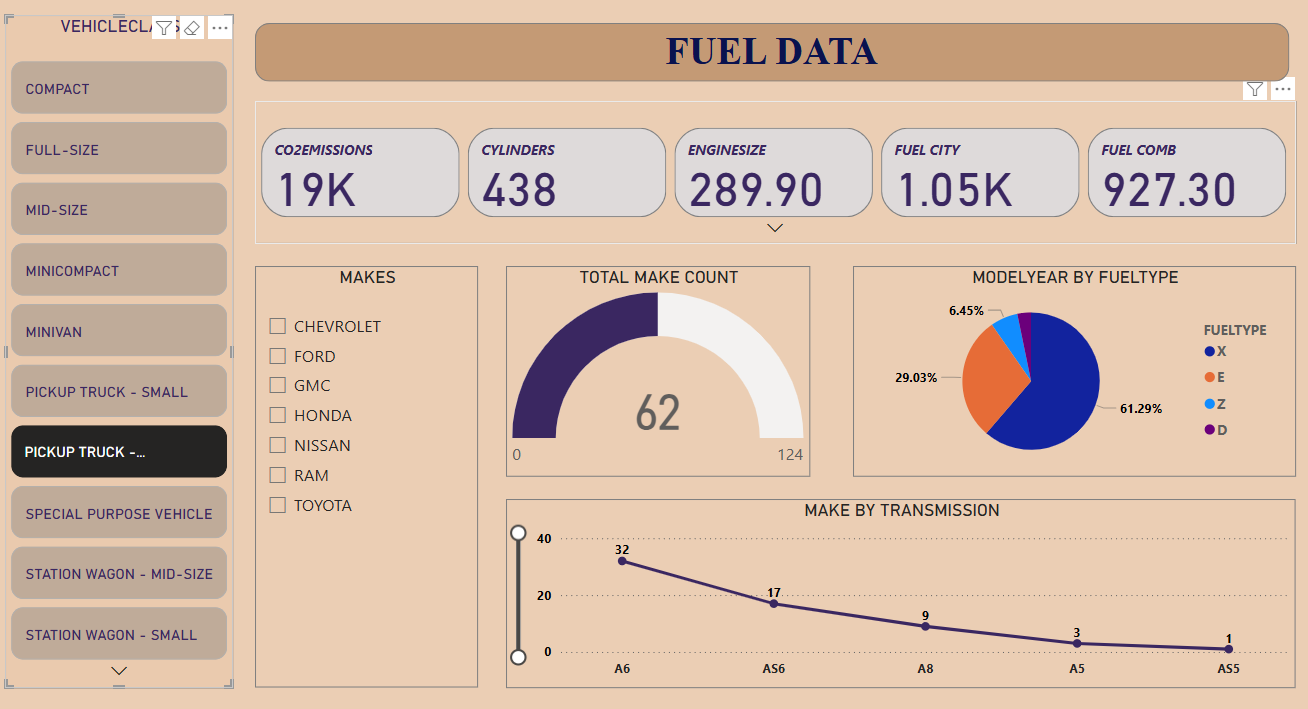 VEHICLECLASS
COMPACT
FULL-SIZE
MID-SIZE
MINICOMPACT
MINIVAN
PICKUP TRUCK - SMALL
PICKUP TRUCK -...
SPECIAL PURPOSE VEHICLE
STATION WAGON - MID-SIZE
STATION WAGON - SMALL
FUEL DATA
CO2EMISSIONS
19K
CYLINDERS
438
ENGINESIZE
289.90
FUEL CITY
1.05K
FUEL COMB
927.30
MAKES
CHEVROLET
FORD
GMC
HONDA
NISSAN
RAM
TOYOTA
TOTAL MAKE COUNT
62
0
124
MODELYEAR BY FUELTYPE
6.45%
29.03%
61.29%
FUELTYPE
X
E
Z
D
MAKE BY TRANSMISSION
40
20
0
32
17
9
3
1
A6
AS6
A8
A5
AS5